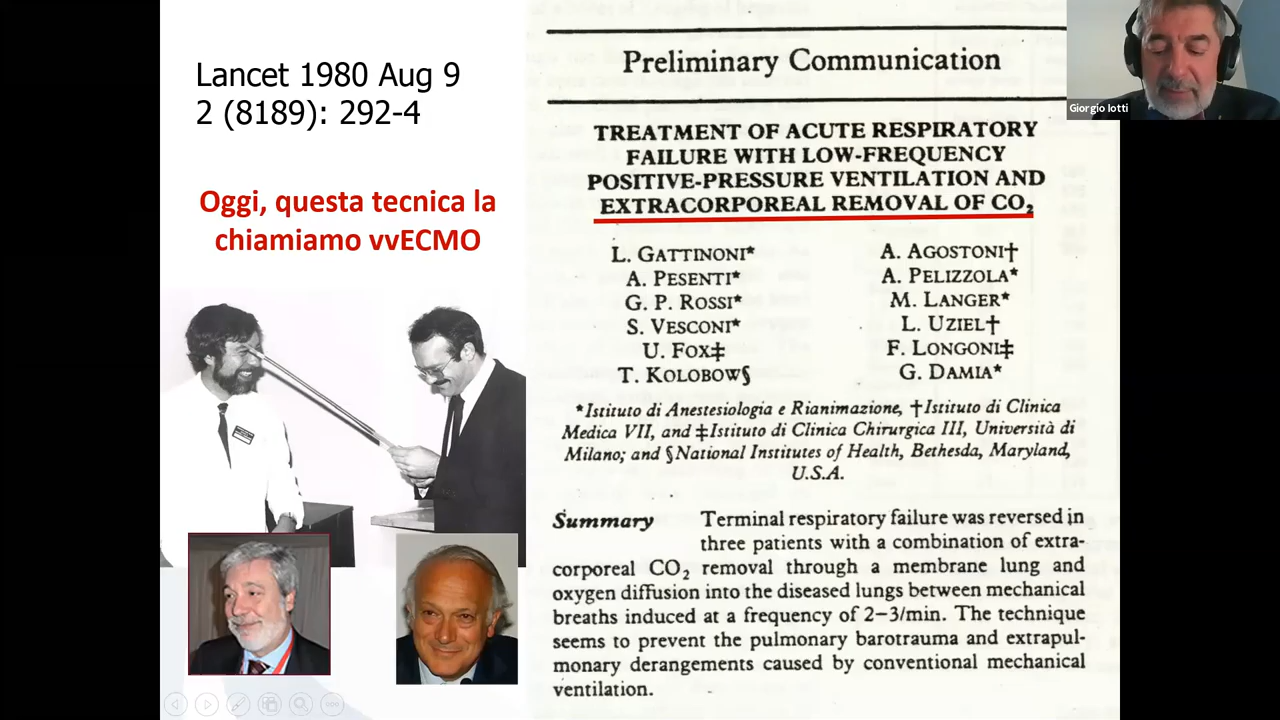 Lancet 1980 Aug 9
2 (8189): 292-4
Oggi, questa tecnica la
chiamiamo vvECMO
Preliminary Communication
TREATMENT OF ACUTE RESPIRATORY
FAILURE WITH LOW-FREQUENCY
POSITIVE-PRESSURE VENTILATION AND
EXTRACORPOREAL REMOVAL OF CO₂
L. GATTINONI* A. AGOSTONI†
A. PESENTI* A. PELIZZOLA*
G. P. ROSSI* M. LANGER*
S. VESCONI* L. UZIEL†
U. FOX‡ F. LONGONI‡
T. KOLOBOW§ G. DAMIA*
*Istituto di Anestesiologia e Rianimazione, †Istituto di Clinica
Medica VII, and ‡Istituto di Clinica Chirurgica III, Università di
Milano; and §National Institutes of Health, Bethesda, Maryland,
U.S.A.
Summary Terminal respiratory failure was reversed in
three patients with a combination of extra-
corporeal CO₂ removal through a membrane lung and
oxygen diffusion into the diseased lungs between mechanical
breaths induced at a frequency of 2–3/min. The technique
seems to prevent the pulmonary barotrauma and extrapul-
monary derangements caused by conventional mechanical
ventilation.
Giorgio Iotti